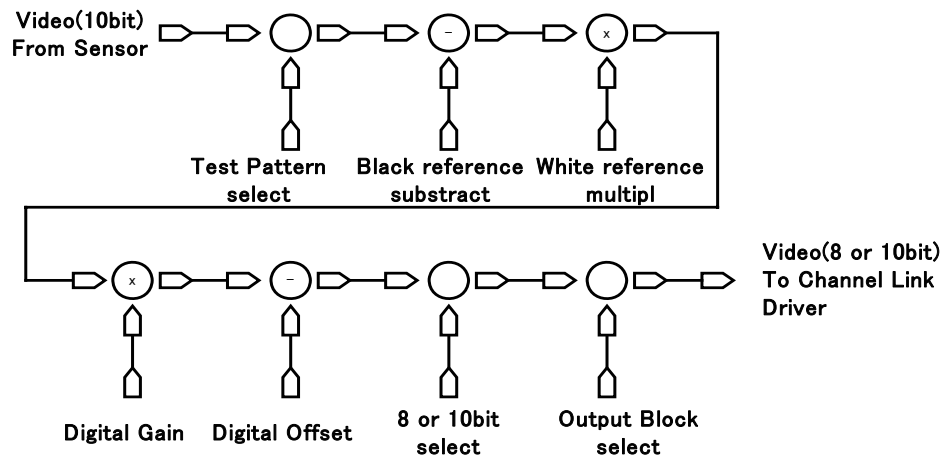 Video(10bit)
From Sensor
-
x
Test Pattern
select
Black reference
substract
White reference
multipl
x
-
Video(8 or 10bit)
To Channel Link
Driver
Digital Gain
Digital Offset
8 or 10bit
select
Output Block
select